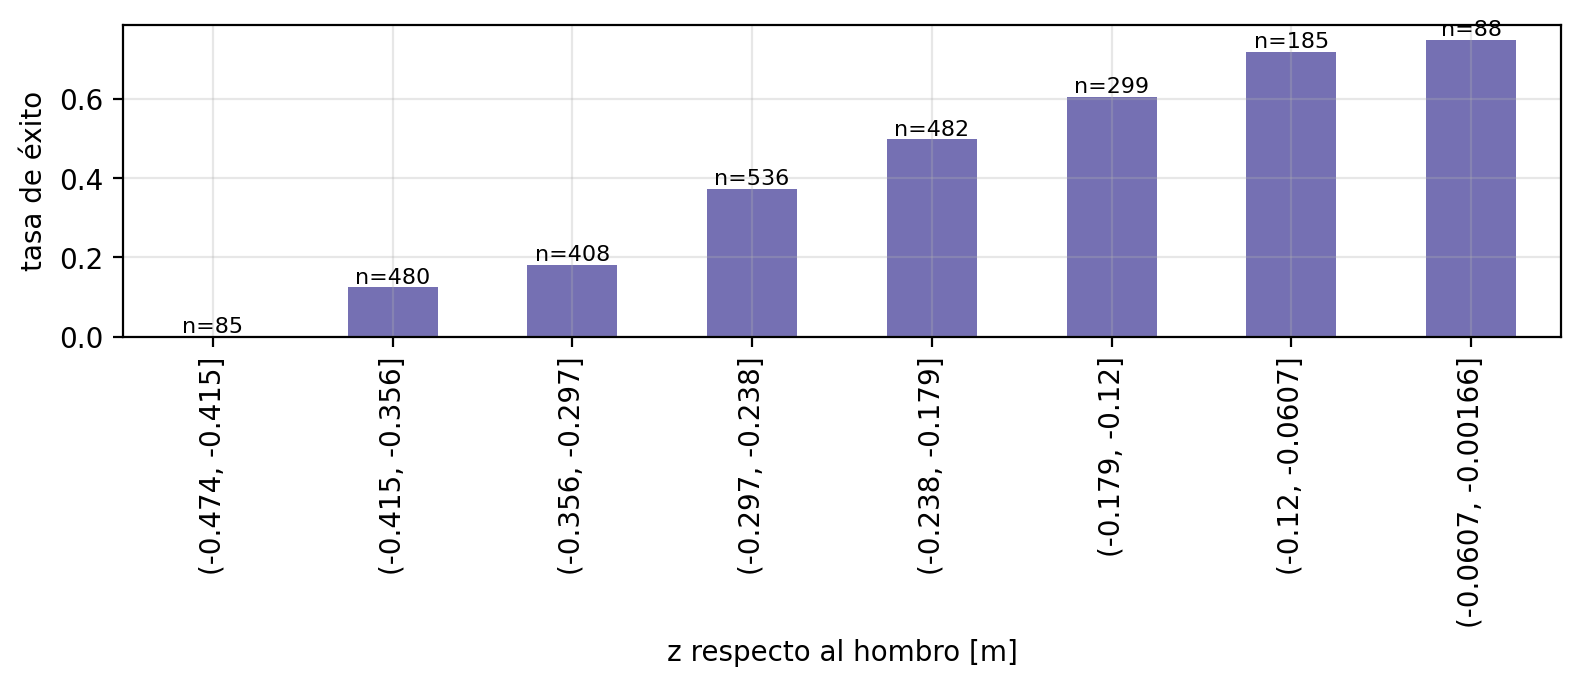 n=88
n=185
n=299
n=482
n=536
n=408
n=480
n=85
tasa de éxito
0.6
0.4
0.2
0.0
(-0.474, -0.415]
(-0.415, -0.356]
(-0.356, -0.297]
(-0.297, -0.238]
(-0.238, -0.179]
(-0.179, -0.12]
(-0.12, -0.0607]
(-0.0607, -0.00166]
z respecto al hombro [m]